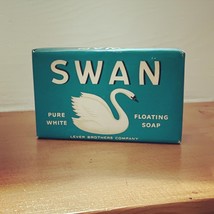 SWAN
PURE FLOATING
WHITE SOAP
LEVER BROTHERS COMPANY